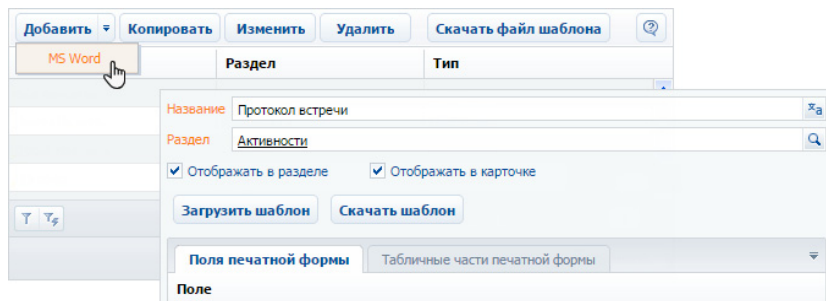 Добавить Копировать Изменить Удалить Скачать файл шаблона
MS Word Раздел Тип
Название Протокол встречи
Раздел Активности
Отображать в разделе Отображать в карточке
Загрузить шаблон Скачать шаблон
Поля печатной формы Табличные части печатной формы
Поле